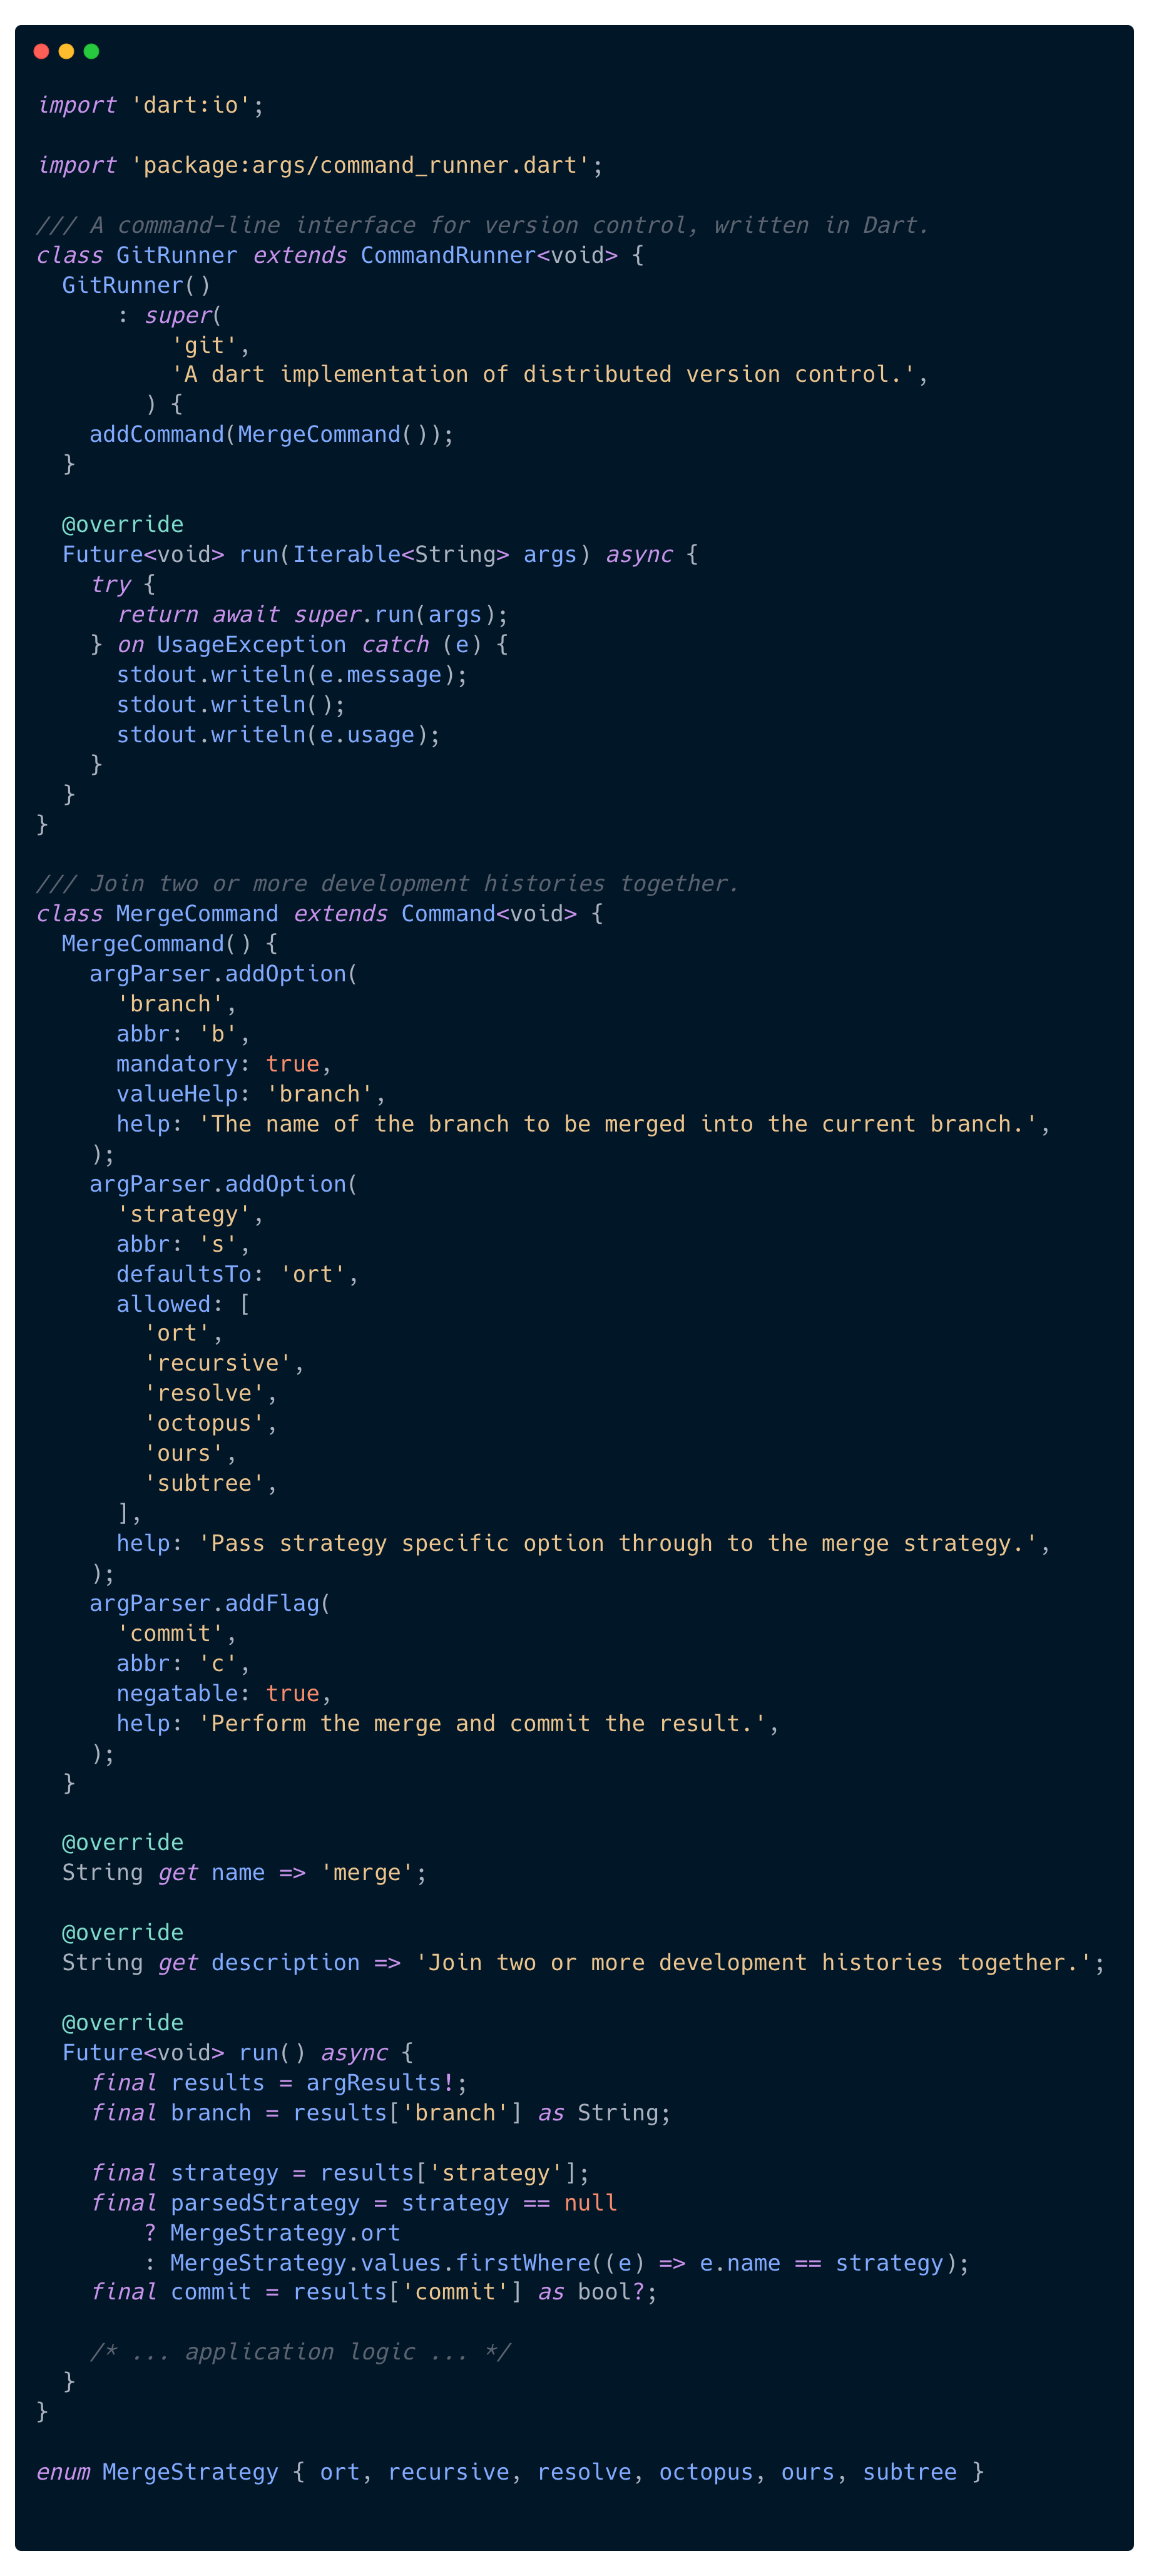 import 'dart:io';

import 'package:args/command_runner.dart';

/// A command-line interface for version control, written in Dart.
class GitRunner extends CommandRunner<void> {
  GitRunner()
      : super(
          'git',
          'A dart implementation of distributed version control.',
        ) {
    addCommand(MergeCommand());
  }

  @override
  Future<void> run(Iterable<String> args) async {
    try {
      return await super.run(args);
    } on UsageException catch (e) {
      stdout.writeln(e.message);
      stdout.writeln();
      stdout.writeln(e.usage);
    }
  }
}

/// Join two or more development histories together.
class MergeCommand extends Command<void> {
  MergeCommand() {
    argParser.addOption(
      'branch',
      abbr: 'b',
      mandatory: true,
      valueHelp: 'branch',
      help: 'The name of the branch to be merged into the current branch.',
    );
    argParser.addOption(
      'strategy',
      abbr: 's',
      defaultsTo: 'ort',
      allowed: [
        'ort',
        'recursive',
        'resolve',
        'octopus',
        'ours',
        'subtree',
      ],
      help: 'Pass strategy specific option through to the merge strategy.',
    );
    argParser.addFlag(
      'commit',
      abbr: 'c',
      negatable: true,
      help: 'Perform the merge and commit the result.',
    );
  }

  @override
  String get name => 'merge';

  @override
  String get description => 'Join two or more development histories together.';

  @override
  Future<void> run() async {
    final results = argResults!;
    final branch = results['branch'] as String;

    final strategy = results['strategy'];
    final parsedStrategy = strategy == null
        ? MergeStrategy.ort
        : MergeStrategy.values.firstWhere((e) => e.name == strategy);
    final commit = results['commit'] as bool?;

    /* ... application logic ... */
  }
}

enum MergeStrategy { ort, recursive, resolve, octopus, ours, subtree }